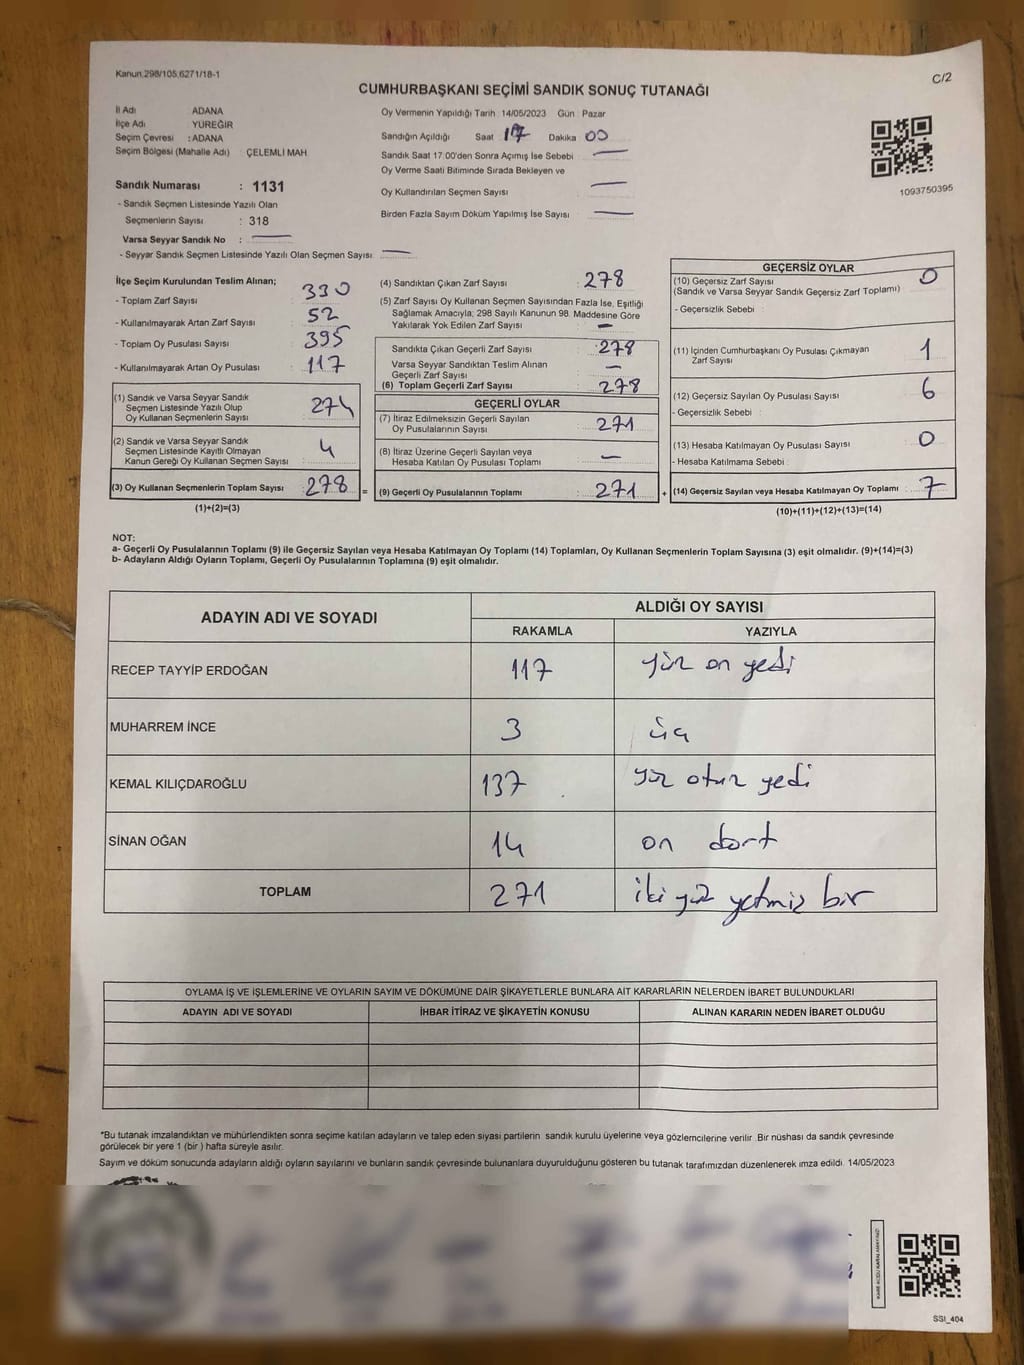 Kanun.298/105,6271/18-1
C/2
CUMHURBAŞKANI SEÇİMİ SANDIK SONUÇ TUTANAĞI
İl Adı ADANA
İlçe Adı YÜREĞİR
Seçim Çevresi : ADANA
Seçim Bölgesi (Mahalle Adı) : ÇELEMLİ MAH.
Oy Vermenin Yapıldığı Tarih : 14/05/2023 Gün : Pazar
Sandığın Açıldığı Saat 17 Dakika 00
Sandık Saat 17:00'den Sonra Açımış İse Sebebi
Oy Verme Saati Bitiminde Sırada Bekleyen ve
Oy Kullandırılan Seçmen Sayısı
Birden Fazla Sayım Döküm Yapılmış İse Sayısı
1093750395
Sandık Numarası : 1131
- Sandık Seçmen Listesinde Yazılı Olan
Seçmenlerin Sayısı : 318
Varsa Seyyar Sandık No :
- Seyyar Sandık Seçmen Listesinde Yazılı Olan Seçmen Sayısı:
İlçe Seçim Kurulundan Teslim Alınan;
- Toplam Zarf Sayısı : 330
- Kullanılmayarak Artan Zarf Sayısı : 52
- Toplam Oy Pusulası Sayısı : 395
- Kullanılmayarak Artan Oy Pusulası : 117
(1) Sandık ve Varsa Seyyar Sandık
Seçmen Listesinde Yazılı Olup
Oy Kullanan Seçmenlerin Sayısı : 274
(2) Sandık ve Varsa Seyyar Sandık
Seçmen Listesinde Kayıtlı Olmayan
Kanun Gereği Oy Kullanan Seçmen Sayısı : 4
(3) Oy Kullanan Seçmenlerin Toplam Sayısı : 278
(1)+(2)=(3)
(4) Sandıktan Çıkan Zarf Sayısı : 278
(5) Zarf Sayısı Oy Kullanan Seçmen Sayısından Fazla İse, Eşitliği
Sağlamak Amacıyla; 298 Sayılı Kanunun 98. Maddesine Göre
Yakılarak Yok Edilen Zarf Sayısı : –
Sandıkta Çıkan Geçerli Zarf Sayısı : 278
Varsa Seyyar Sandıktan Teslim Alınan
Geçerli Zarf Sayısı : –
(6) Toplam Geçerli Zarf Sayısı : 278
GEÇERLİ OYLAR
(7) İtiraz Edilmeksizin Geçerli Sayılan
Oy Pusulalarının Sayısı : 271
(8) İtiraz Üzerine Geçerli Sayılan veya
Hesaba Katılan Oy Pusulası Toplamı : –
= (9) Geçerli Oy Pusulalarının Toplamı : 271
GEÇERSİZ OYLAR
(10) Geçersiz Zarf Sayısı : 0
(Sandık ve Varsa Seyyar Sandık Geçersiz Zarf Toplamı)
- Geçersizlik Sebebi :
(11) İçinden Cumhurbaşkanı Oy Pusulası Çıkmayan
Zarf Sayısı : 1
(12) Geçersiz Sayılan Oy Pusulası Sayısı : 6
- Geçersizlik Sebebi :
(13) Hesaba Katılmayan Oy Pusulası Sayısı : 0
- Hesaba Katılmama Sebebi :
+ (14) Geçersiz Sayılan veya Hesaba Katılmayan Oy Toplamı : 7
(10)+(11)+(12)+(13)=(14)
NOT:
a- Geçerli Oy Pusulalarının Toplamı (9) ile Geçersiz Sayılan veya Hesaba Katılmayan Oy Toplamı (14) Toplamları, Oy Kullanan Seçmenlerin Toplam Sayısına (3) eşit olmalıdır. (9)+(14)=(3)
b- Adayların Aldığı Oyların Toplamı, Geçerli Oy Pusulalarının Toplamına (9) eşit olmalıdır.
ADAYIN ADI VE SOYADI ALDIĞI OY SAYISI
RAKAMLA YAZIYLA
RECEP TAYYİP ERDOĞAN 117 yüz on yedi
MUHARREM İNCE 3 üç
KEMAL KILIÇDAROĞLU 137 yüz otuz yedi
SİNAN OĞAN 14 on dört
TOPLAM 271 iki yüz yetmiş bir
OYLAMA İŞ VE İŞLEMLERİNE VE OYLARIN SAYIM VE DÖKÜMÜNE DAİR ŞİKAYETLERLE BUNLARA AİT KARARLARIN NELERDEN İBARET BULUNDUKLARI
ADAYIN ADI VE SOYADI İHBAR İTİRAZ VE ŞİKAYETİN KONUSU ALINAN KARARIN NEDEN İBARET OLDUĞU
*Bu tutanak imzalandıktan ve mühürlendikten sonra seçime katılan adayların ve talep eden siyasi partilerin sandık kurulu üyelerine veya gözlemcilerine verilir. Bir nüshası da sandık çevresinde
görülecek bir yere 1 (bir ) hafta süreyle asılır.
Sayım ve döküm sonucunda adayların aldığı oyların sayılarını ve bunların sandık çevresinde bulunanlara duyurulduğunu gösteren bu tutanak tarafımızdan düzenlenerek imza edildi. 14/05/2023
SSI_404